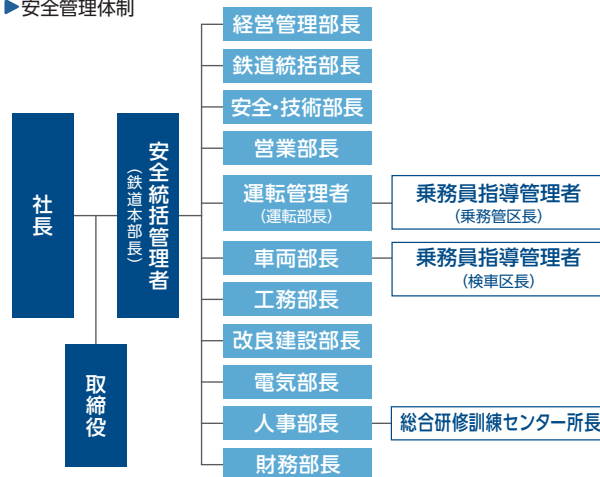 ▶安全管理体制
社長
取締役
安全統括管理者
（鉄道本部長）
経営管理部長
鉄道統括部長
安全・技術部長
営業部長
運転管理者
（運転部長）
乗務員指導管理者
（乗務管区長）
車両部長
乗務員指導管理者
（検車区長）
工務部長
改良建設部長
電気部長
人事部長
総合研修訓練センター所長
財務部長